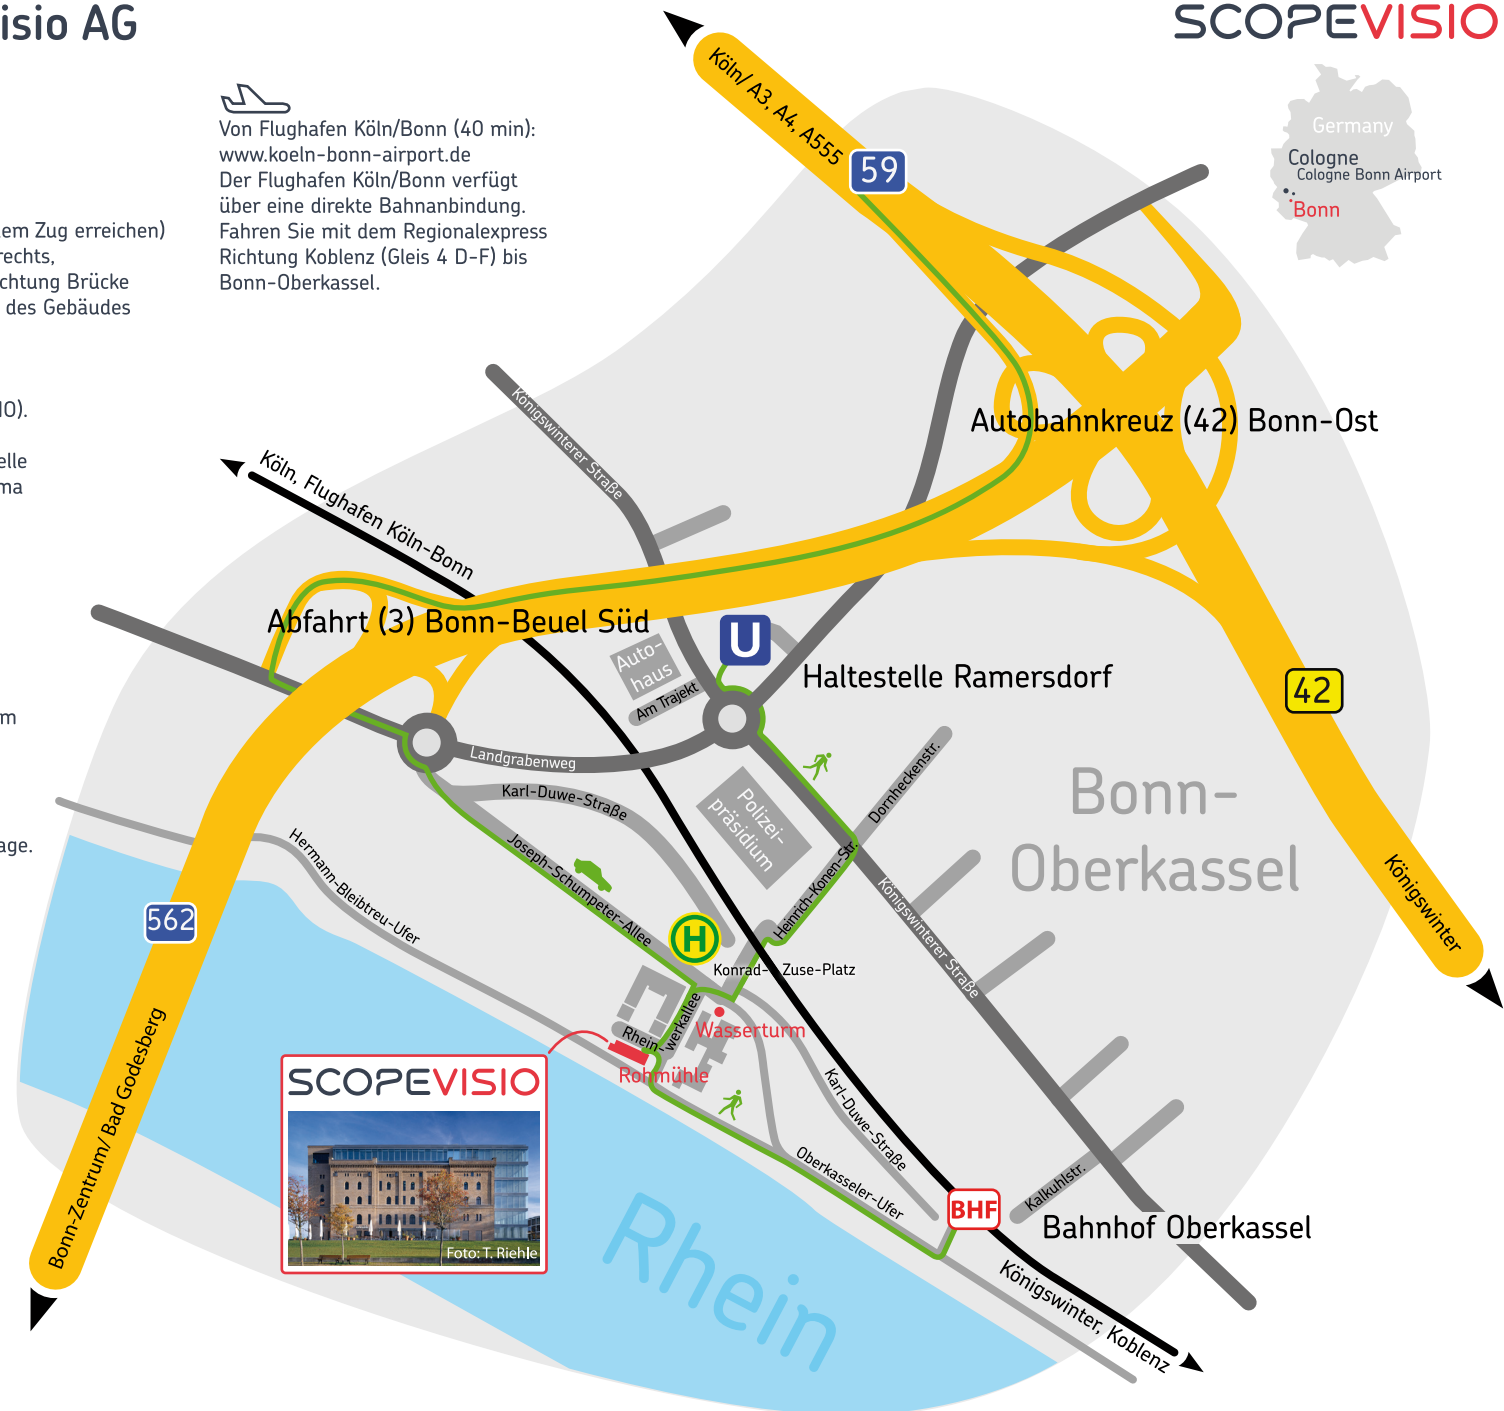 isio AG
SCOPEVISIO
Von Flughafen Köln/Bonn (40 min):
www.koeln-bonn-airport.de
Der Flughafen Köln/Bonn verfügt
über eine direkte Bahnanbindung.
Fahren Sie mit dem Regionalexpress
Richtung Koblenz (Gleis 4 D-F) bis
Bonn-Oberkassel.
em Zug erreichen)
rechts,
chtung Brücke
des Gebäudes
10).
elle
ma
m
age.
Germany
Cologne
Cologne Bonn Airport
Bonn
Köln/ A3, A4, A555
59
Autobahnkreuz (42) Bonn-Ost
Königswinterer Straße
Köln, Flughafen Köln-Bonn
Abfahrt (3) Bonn-Beuel Süd
U
Auto-
haus
Am Trajekt
Haltestelle Ramersdorf
42
Landgrabenweg
Karl-Duwe-Straße
Polizei-
präsidium
Dornheckenstr.
Bonn-
Oberkassel
Joseph-Schumpeter-Allee
Hermann-Bleibtreu-Ufer
Heinrich-Konen-Str.
Königswinterer Straße
Königswinter
562
H
Konrad-Zuse-Platz
Wasserturm
Rhein-
werkallee
Rohmühle
Bonn-Zentrum/ Bad Godesberg
SCOPEVISIO
Foto: T. Riehle
Karl-Duwe-Straße
Oberkasseler-Ufer
Kalkuhlstr.
BHF
Bahnhof Oberkassel
Rhein
Königswinter, Koblenz